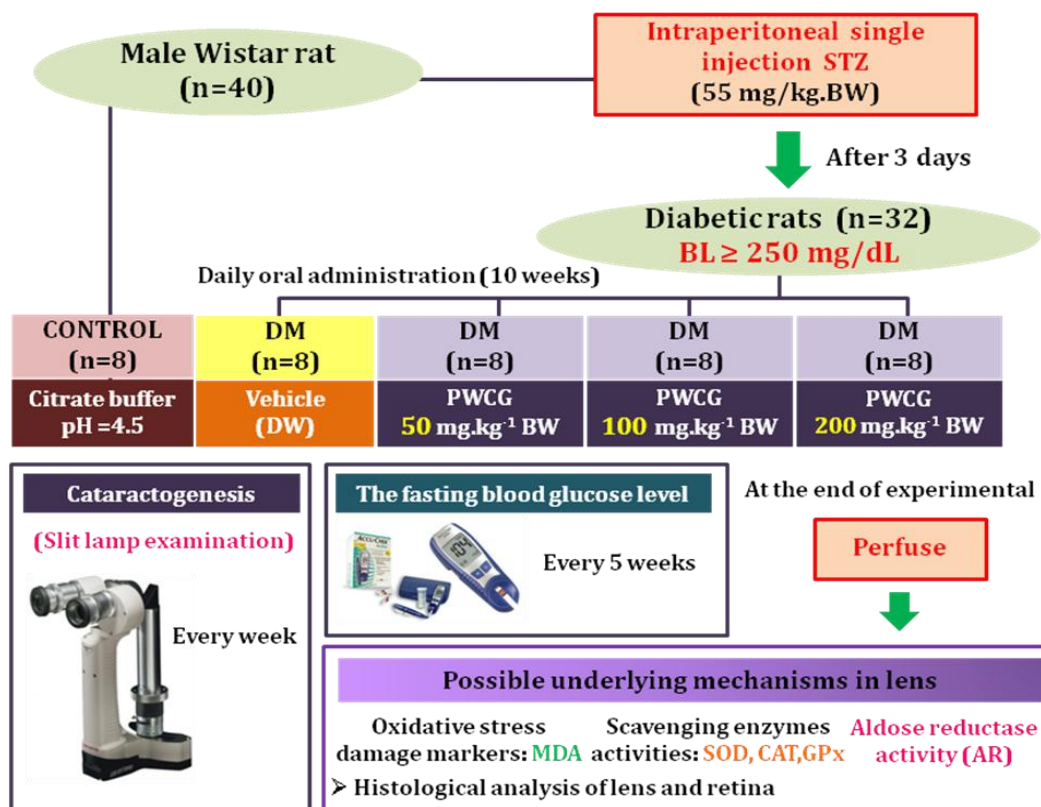 Male Wistar rat
(n=40)
Intraperitoneal single
injection STZ
(55 mg/kg.BW)
After 3 days
Diabetic rats (n=32)
BL ≥ 250 mg/dL
Daily oral administration (10 weeks)
CONTROL
(n=8)
Citrate buffer
pH =4.5
DM
(n=8)
Vehicle
(DW)
DM
(n=8)
PWCG
50 mg.kg⁻¹ BW
DM
(n=8)
PWCG
100 mg.kg⁻¹ BW
DM
(n=8)
PWCG
200 mg.kg⁻¹ BW
Cataractogenesis
(Slit lamp examination)
Every week
The fasting blood glucose level
ACCU-CHEK
104
Every 5 weeks
At the end of experimental
Perfuse
Possible underlying mechanisms in lens
Oxidative stress
damage markers: MDA
Scavenging enzymes
activities: SOD, CAT,GPx
Aldose reductase
activity (AR)
➤ Histological analysis of lens and retina